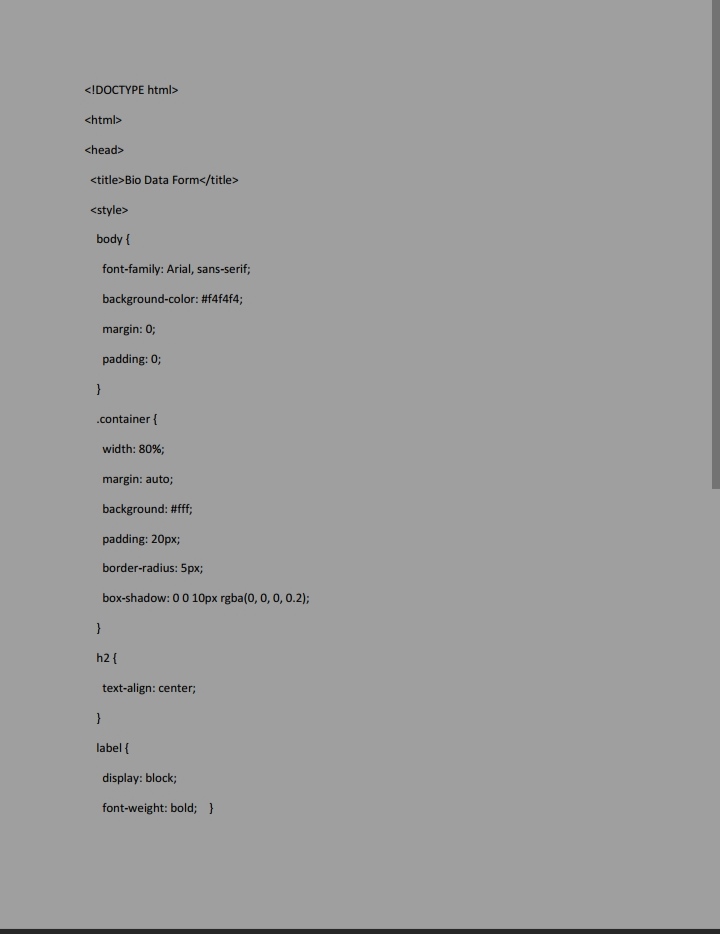 <!DOCTYPE html>
<html>
<head>
<title>Bio Data Form</title>
<style>
body {
font-family: Arial, sans-serif;
background-color: #f4f4f4;
margin: 0;
padding: 0;
}
.container {
width: 80%;
margin: auto;
background: #fff;
padding: 20px;
border-radius: 5px;
box-shadow: 0 0 10px rgba(0, 0, 0, 0.2);
}
h2 {
text-align: center;
}
label {
display: block;
font-weight: bold; }